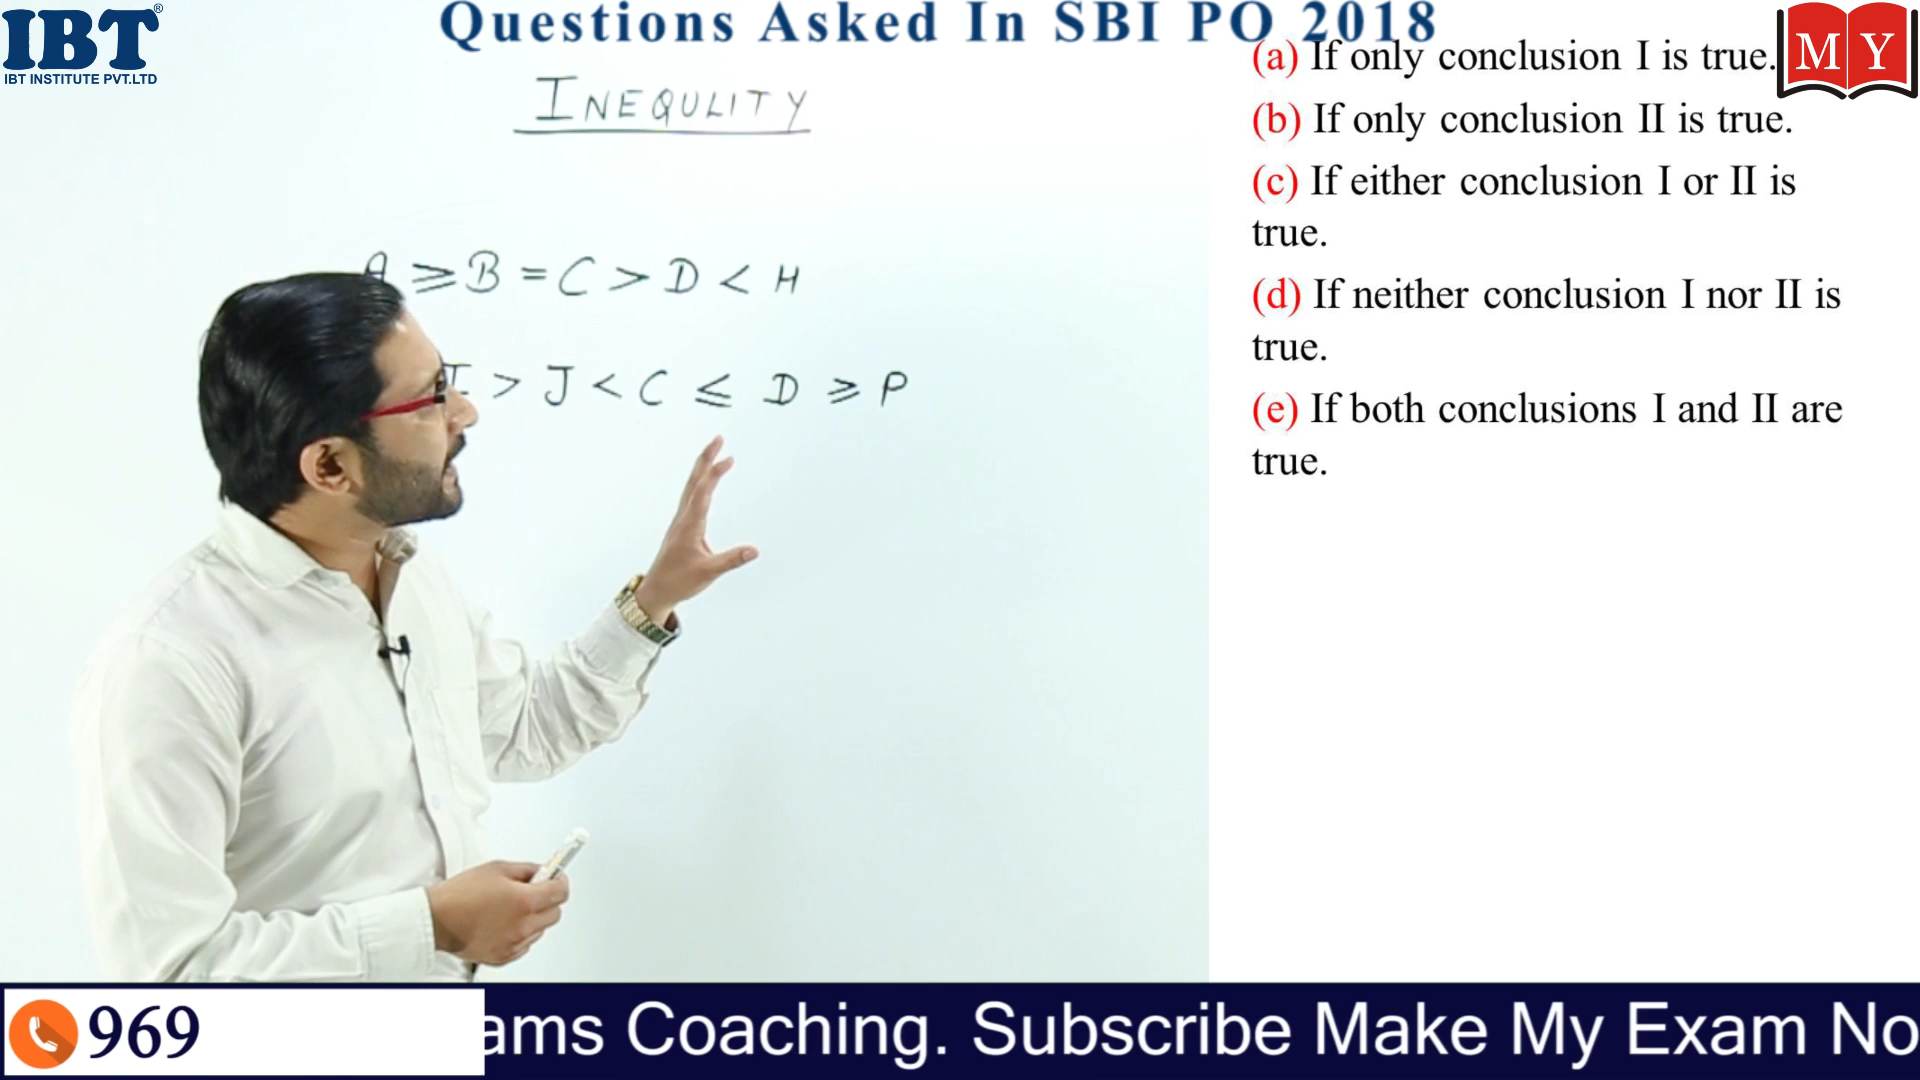 IBT®
IBT INSTITUTE PVT.LTD
Questions Asked In SBI PO 2018
MY
INEQULITY
A ⩾ B = C > D < H
I > J < C ⩽ D ⩾ P
(a) If only conclusion I is true.
(b) If only conclusion II is true.
(c) If either conclusion I or II is
true.
(d) If neither conclusion I nor II is
true.
(e) If both conclusions I and II are
true.
969
ams Coaching. Subscribe Make My Exam No